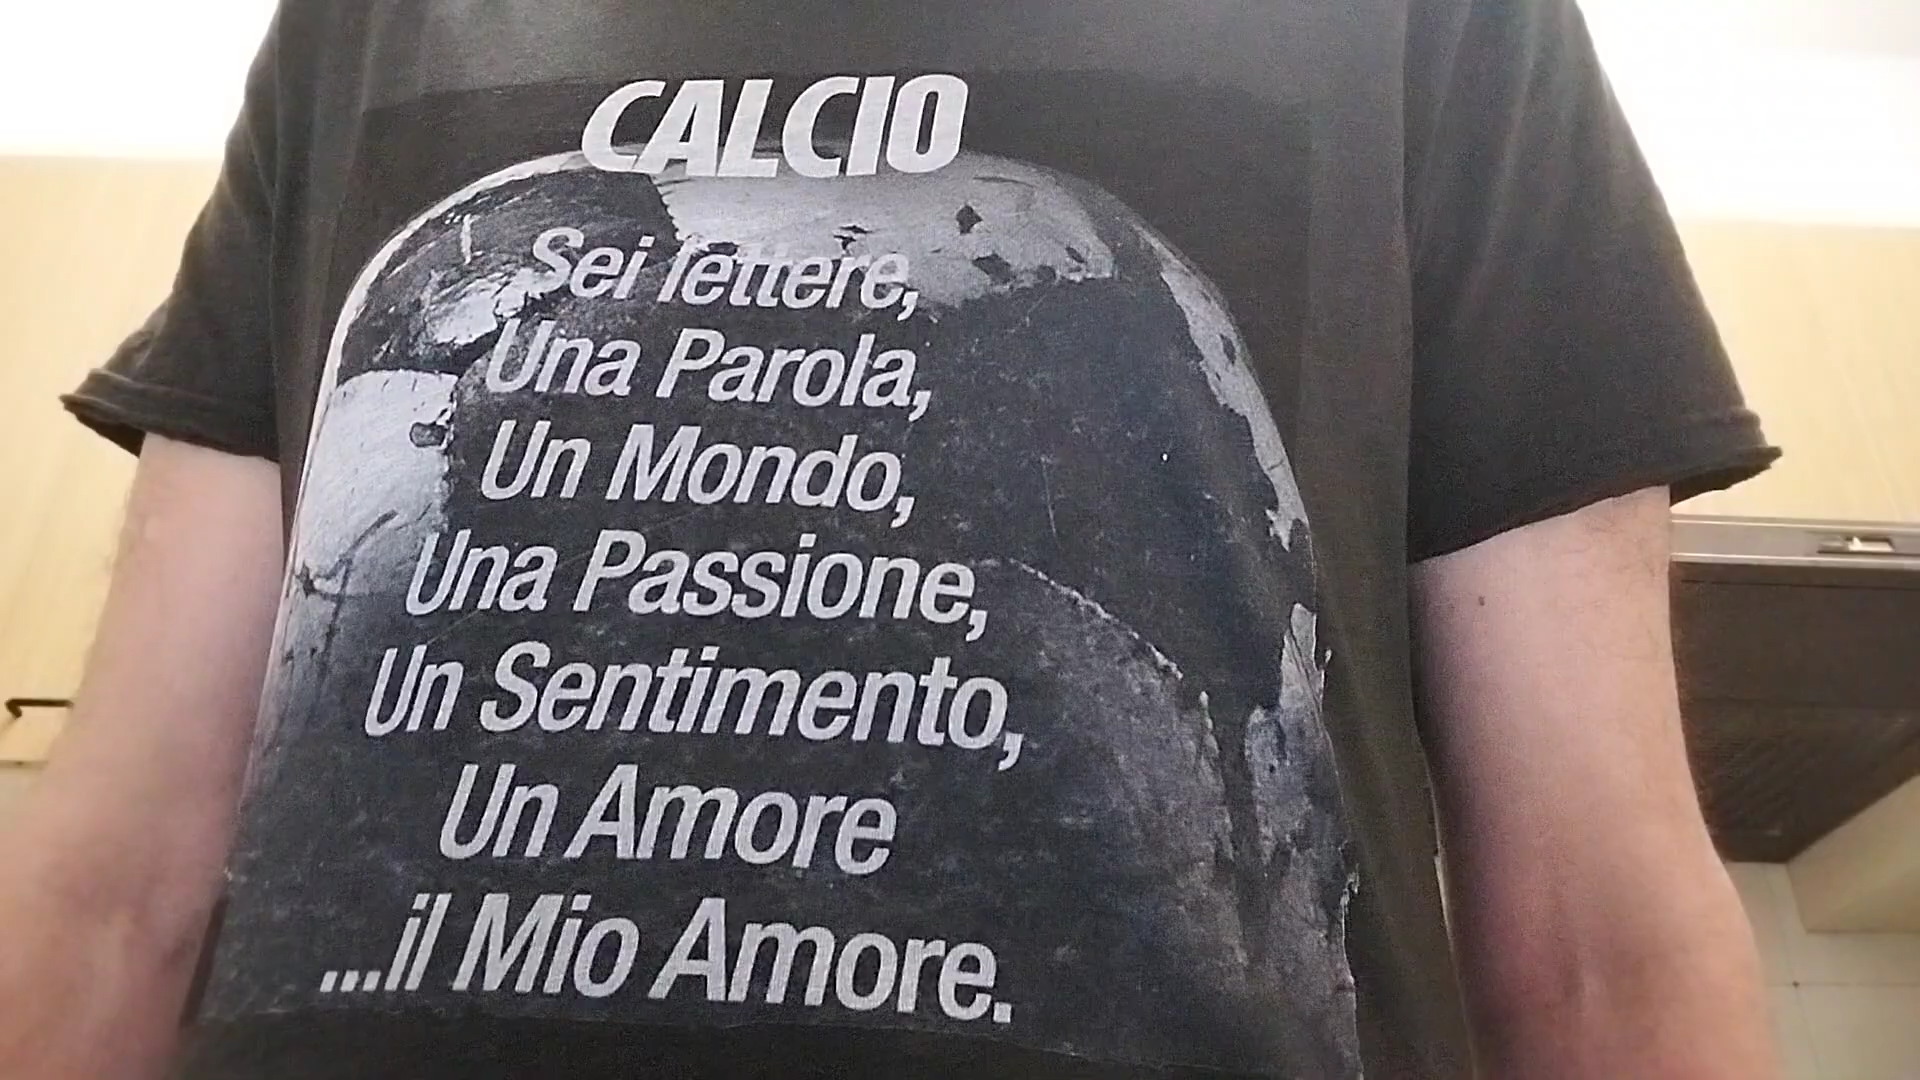 CALCIO
Sei lettere,
Una Parola,
Un Mondo,
Una Passione,
Un Sentimento,
Un Amore
...il Mio Amore.